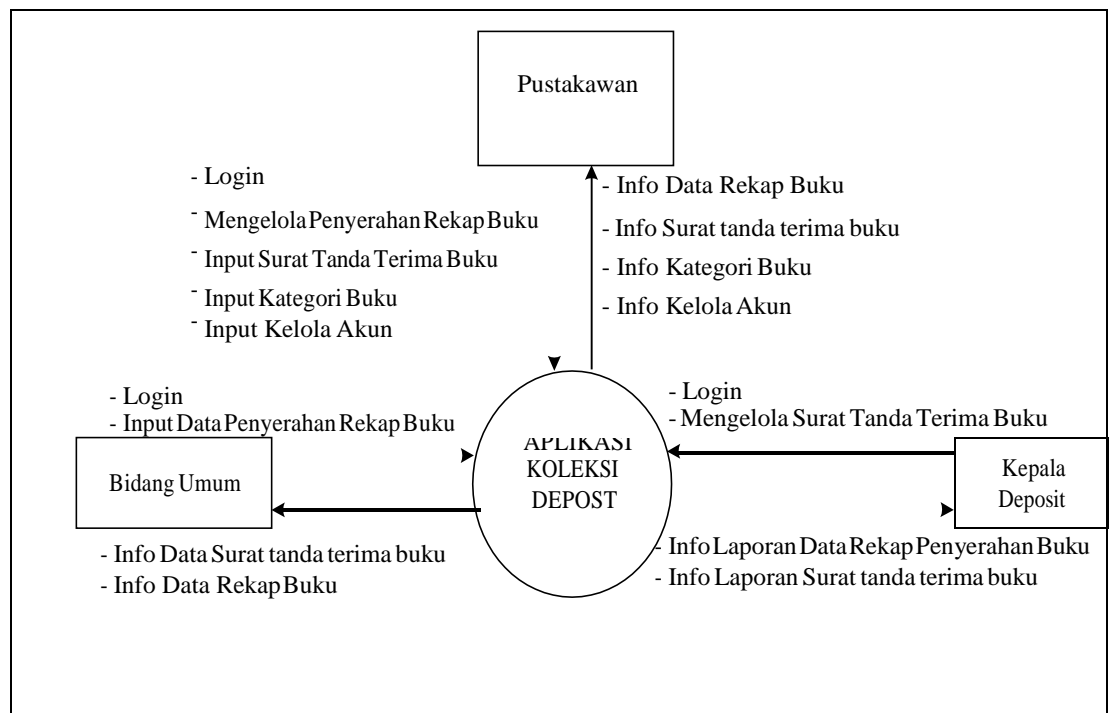 Pustakawan
- Login
- Mengelola Penyerahan Rekap Buku
- Input Surat Tanda Terima Buku
- Input Kategori Buku
- Input Kelola Akun
- Info Data Rekap Buku
- Info Surat tanda terima buku
- Info Kategori Buku
- Info Kelola Akun
- Login
- Input Data Penyerahan Rekap Buku
- Login
- Mengelola Surat Tanda Terima Buku
APLIKASI
KOLEKSI
DEPOST
Bidang Umum
Kepala
Deposit
- Info Data Surat tanda terima buku
- Info Data Rekap Buku
- Info Laporan Data Rekap Penyerahan Buku
- Info Laporan Surat tanda terima buku